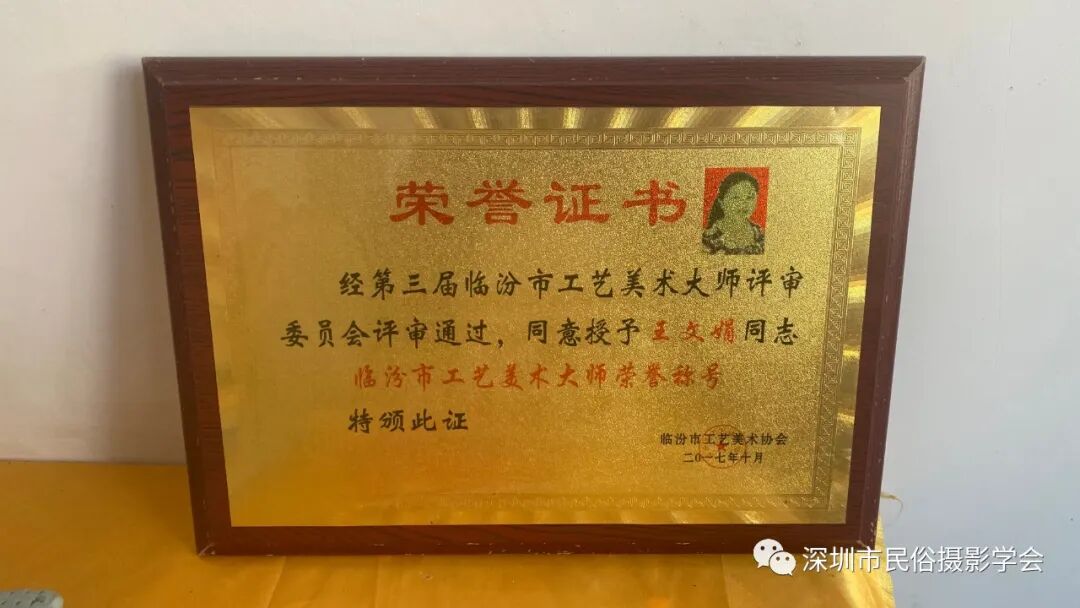 荣誉证书
经第三届临汾市工艺美术大师评审
委员会评审通过，同意授予王文娟同志
临汾市工艺美术大师荣誉称号
特颁此证
临汾市工艺美术协会
二〇一七年十月
深圳市民俗摄影学会